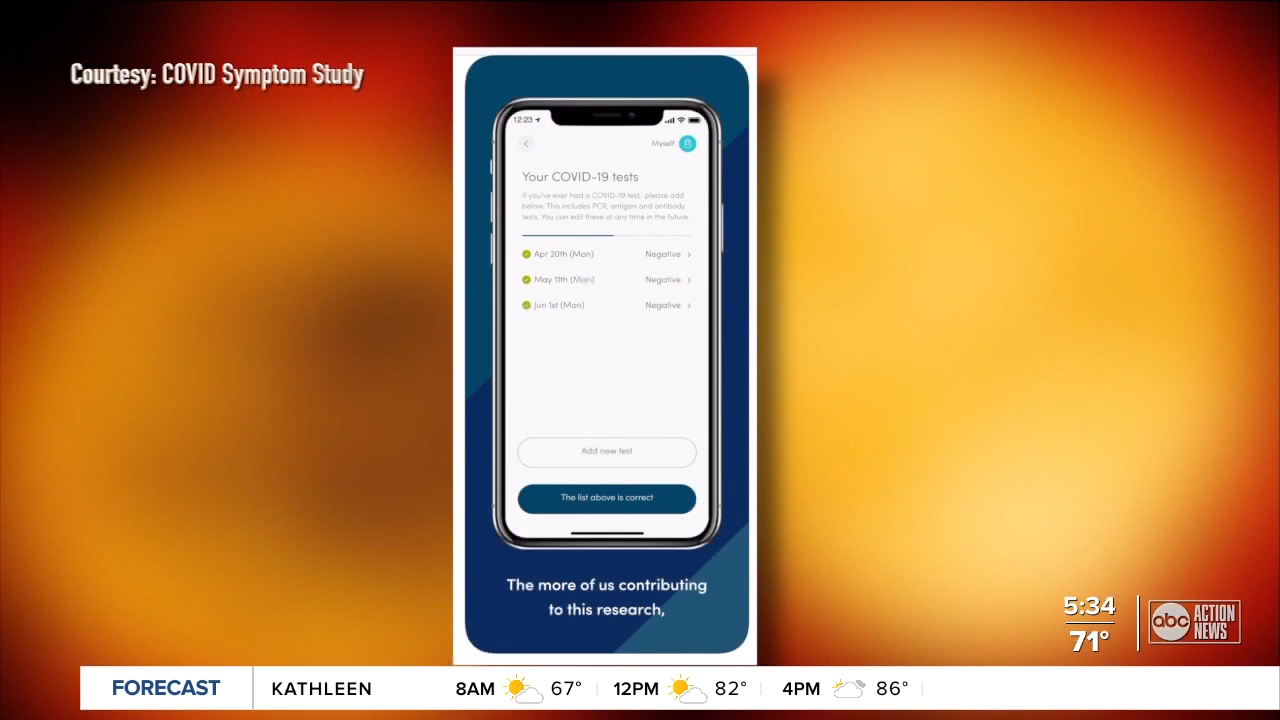 Courtesy: COVID Symptom Study
12:23
Myself
Your COVID-19 tests
If you've ever had a COVID-19 test, please add
below. This includes PCR, antigen and antibody
tests. You can edit these at any time in the future.
Apr 20th (Mon) Negative
May 11th (Mon) Negative
Jun 1st (Mon) Negative
Add new test
The list above is correct
The more of us contributing
to this research,
5:34
71°
abc ACTION
NEWS
FORECAST KATHLEEN 8AM 67° 12PM 82° 4PM 86°